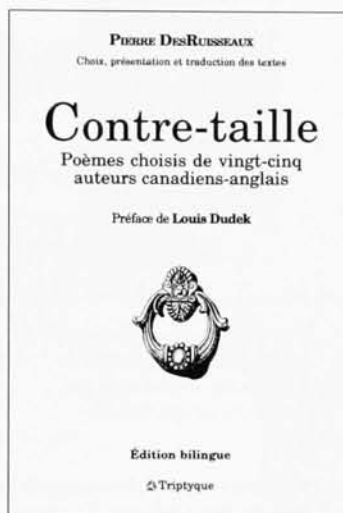 PIERRE DESRUISSEAUX
Choix, présentation et traduction des textes
Contre-taille
Poèmes choisis de vingt-cinq
auteurs canadiens-anglais
Préface de Louis Dudek
Édition bilingue
Triptyque